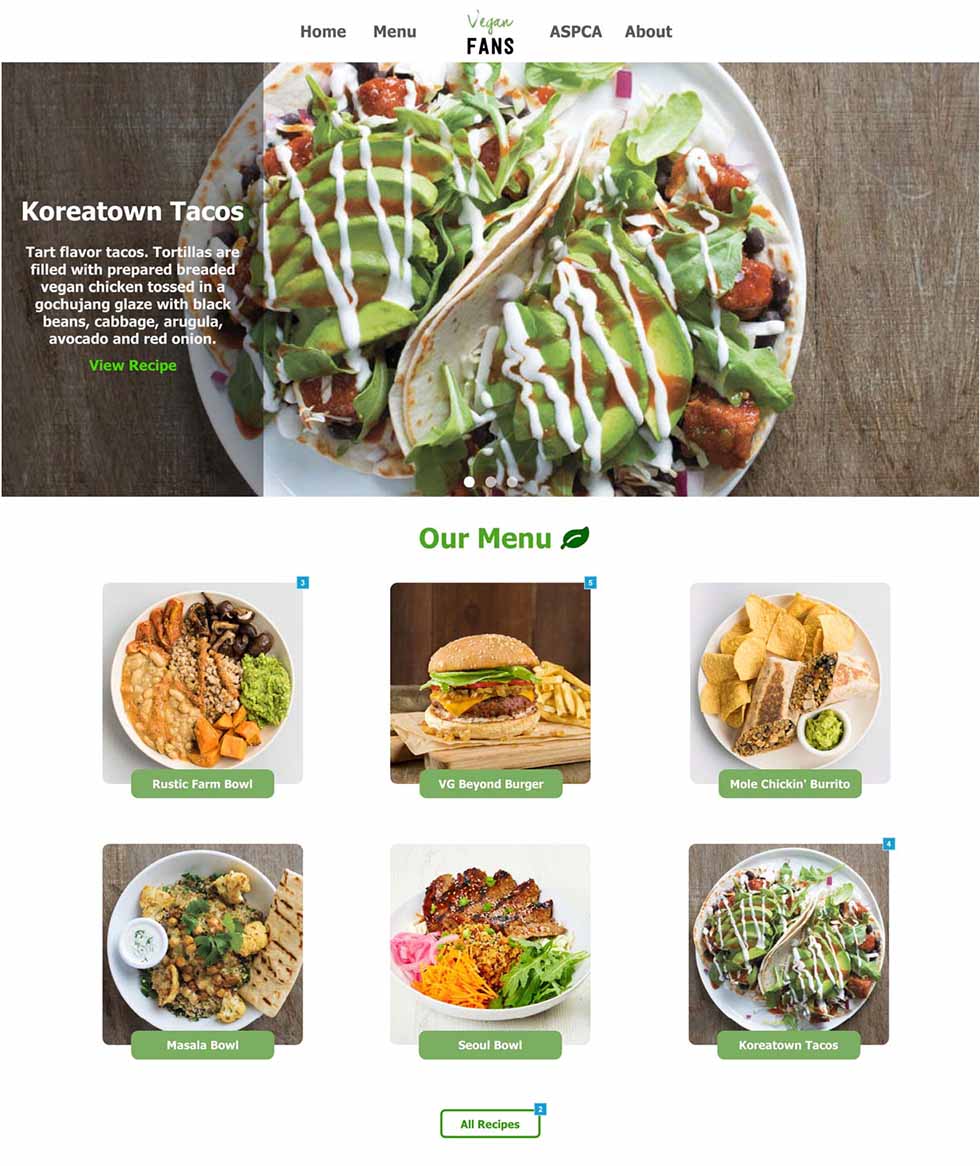 Home Menu Vegan FANS ASPCA About
Koreatown Tacos
Tart flavor tacos. Tortillas are
filled with prepared breaded
vegan chicken tossed in a
gochujang glaze with black
beans, cabbage, arugula,
avocado and red onion.
View Recipe
Our Menu
3
5
Rustic Farm Bowl
VG Beyond Burger
Mole Chickin' Burrito
4
Masala Bowl
Seoul Bowl
Koreatown Tacos
2
All Recipes